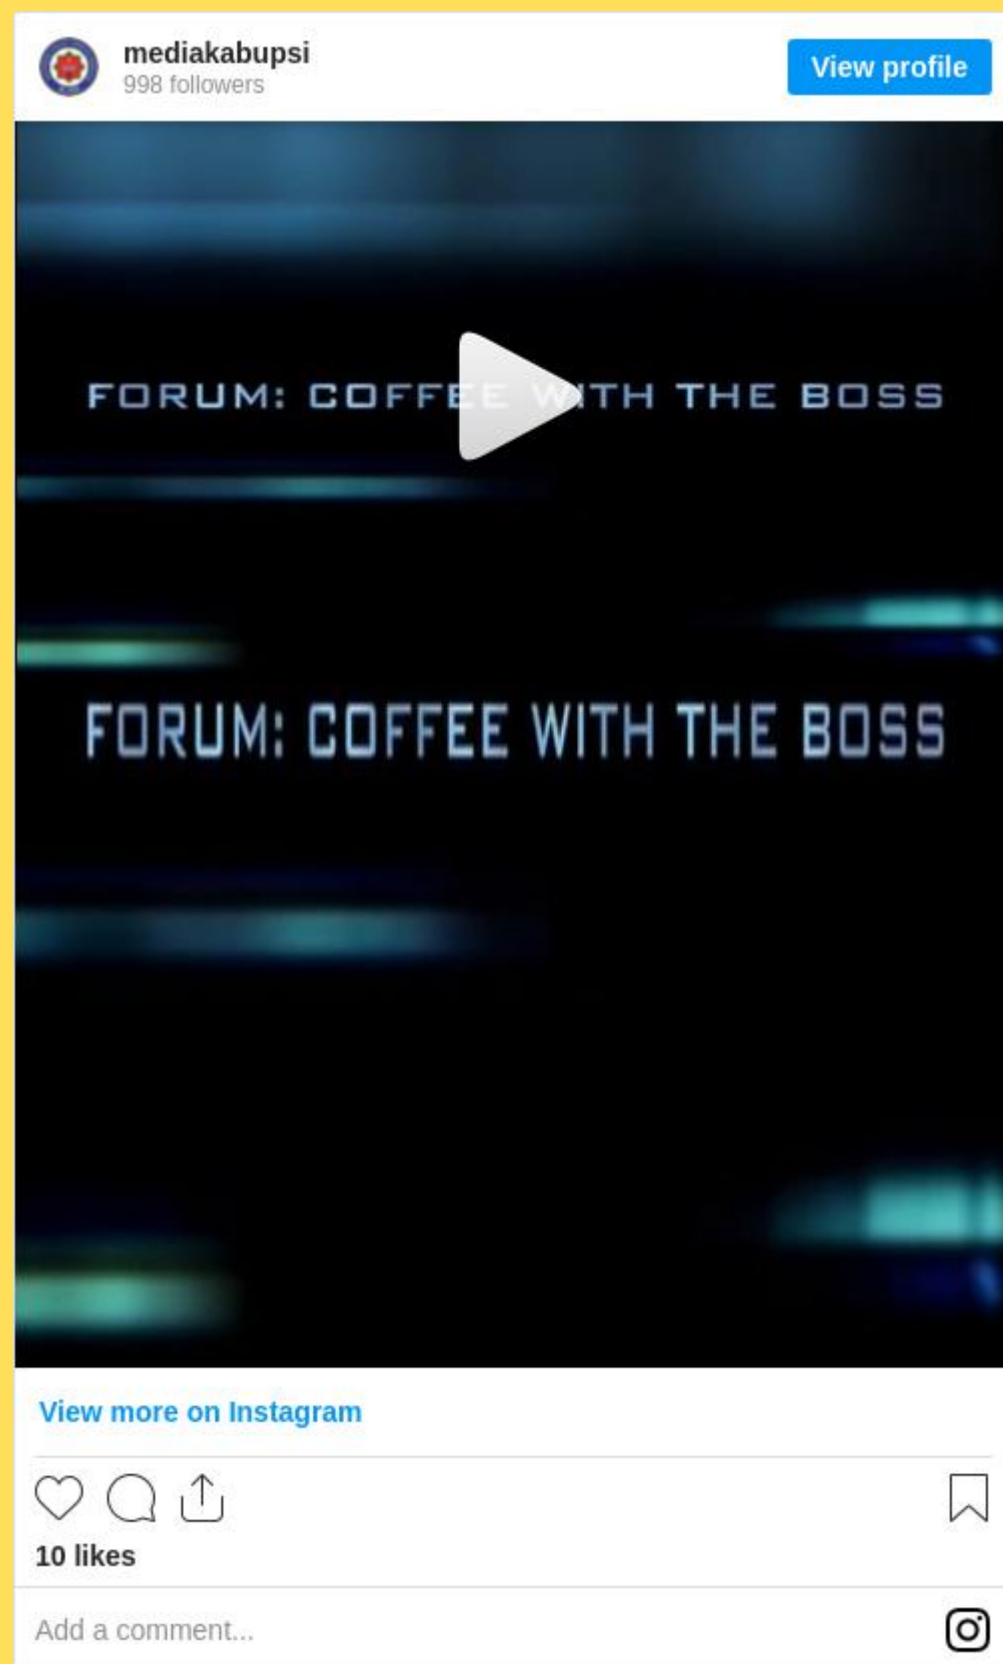 mediakabupsi
998 followers
View profile
FORUM: COFFEE WITH THE BOSS
FORUM: COFFEE WITH THE BOSS
View more on Instagram
10 likes
Add a comment...